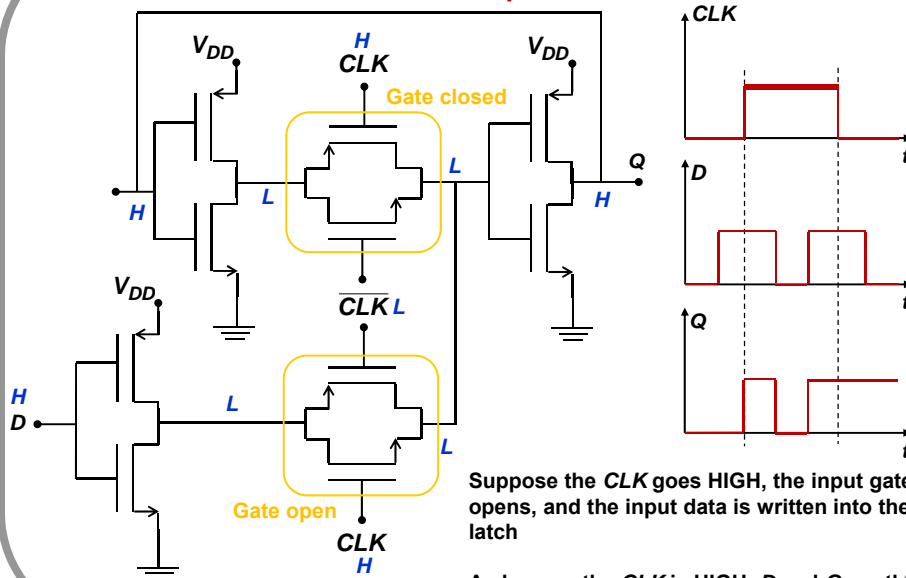 V_DD
H
CLK
Gate closed
V_DD
CLK
t
L
L
Q
H
H
D
t
V_DD
C̅L̅K̅ L
Q
H
D
L
L
t
Gate open
CLK
H
Suppose the CLK goes HIGH, the input gate
opens, and the input data is written into the
latch